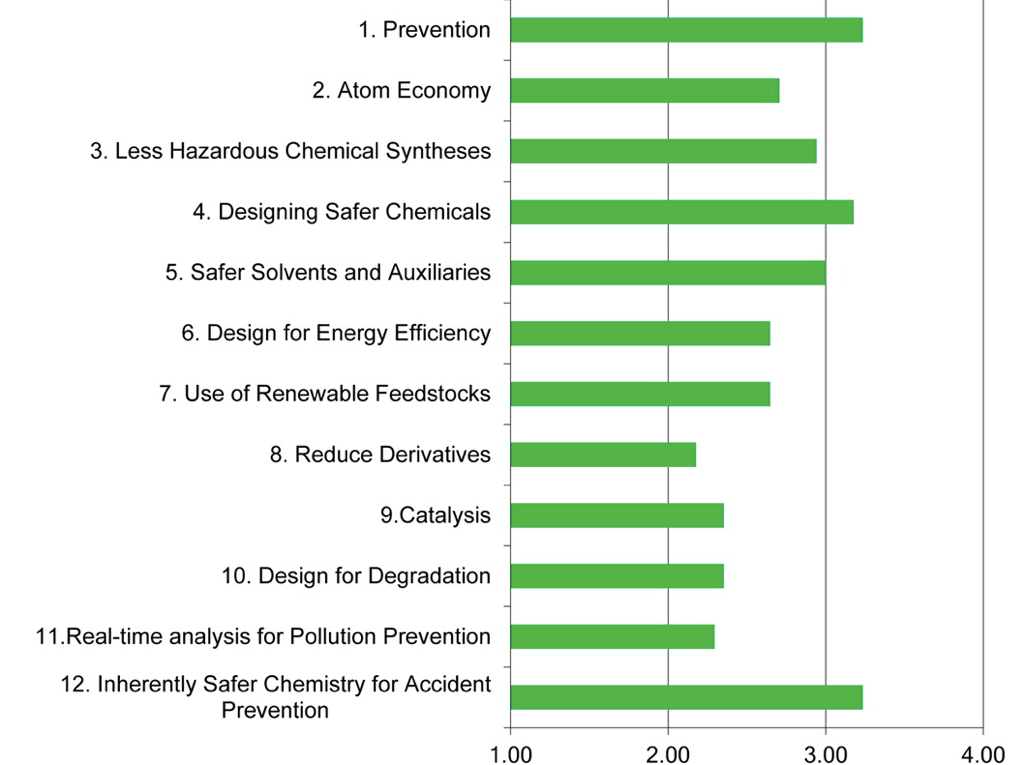 1. Prevention
2. Atom Economy
3. Less Hazardous Chemical Syntheses
4. Designing Safer Chemicals
5. Safer Solvents and Auxiliaries
6. Design for Energy Efficiency
7. Use of Renewable Feedstocks
8. Reduce Derivatives
9.Catalysis
10. Design for Degradation
11.Real-time analysis for Pollution Prevention
12. Inherently Safer Chemistry for Accident
Prevention
1.00 2.00 3.00 4.00